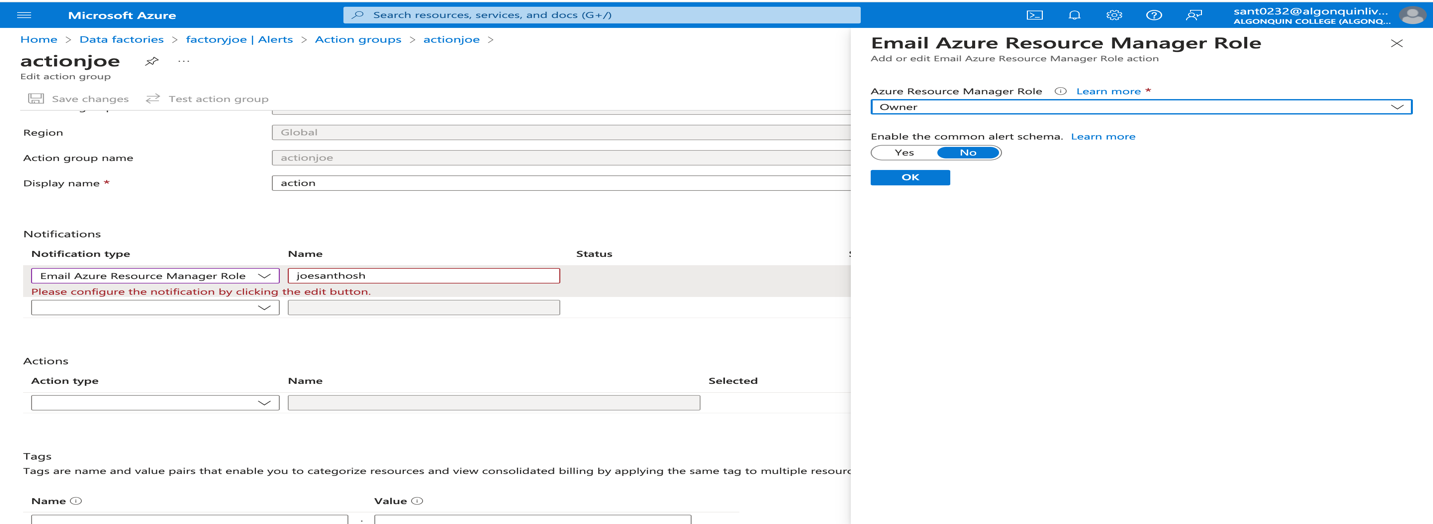 Microsoft Azure
Search resources, services, and docs (G+/)
sant0232@algonquinliv...
ALGONQUIN COLLEGE (ALGONQ...
Home > Data factories > factoryjoe | Alerts > Action groups > actionjoe >
actionjoe ...
Edit action group
Save changes Test action group
Region Global
Action group name actionjoe
Display name * action
Notifications
Notification type Name Status
Email Azure Resource Manager Role joesanthosh
Please configure the notification by clicking the edit button.
Actions
Action type Name Selected
Tags
Tags are name and value pairs that enable you to categorize resources and view consolidated billing by applying the same tag to multiple resourc
Name Value
:
Email Azure Resource Manager Role
Add or edit Email Azure Resource Manager Role action
Azure Resource Manager Role Learn more *
Owner
Enable the common alert schema. Learn more
Yes No
OK